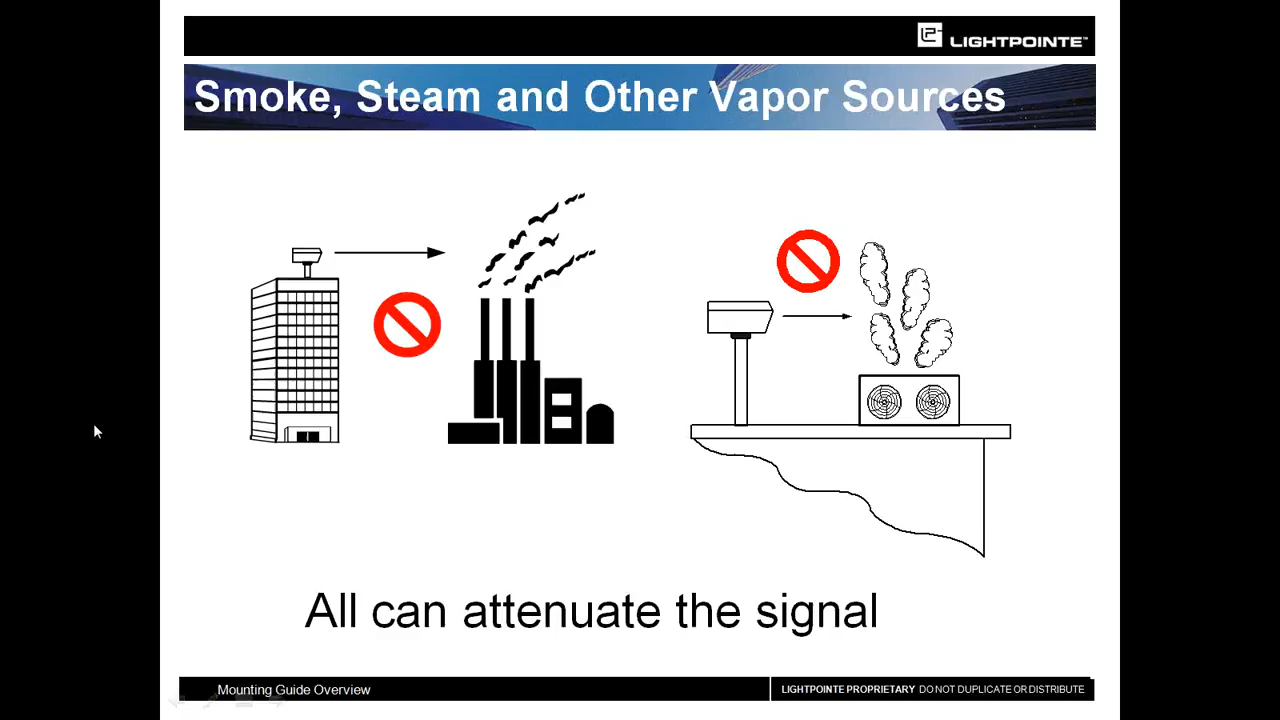 LIGHTPOINTE™
Smoke, Steam and Other Vapor Sources
All can attenuate the signal
Mounting Guide Overview
LIGHTPOINTE PROPRIETARY DO NOT DUPLICATE OR DISTRIBUTE